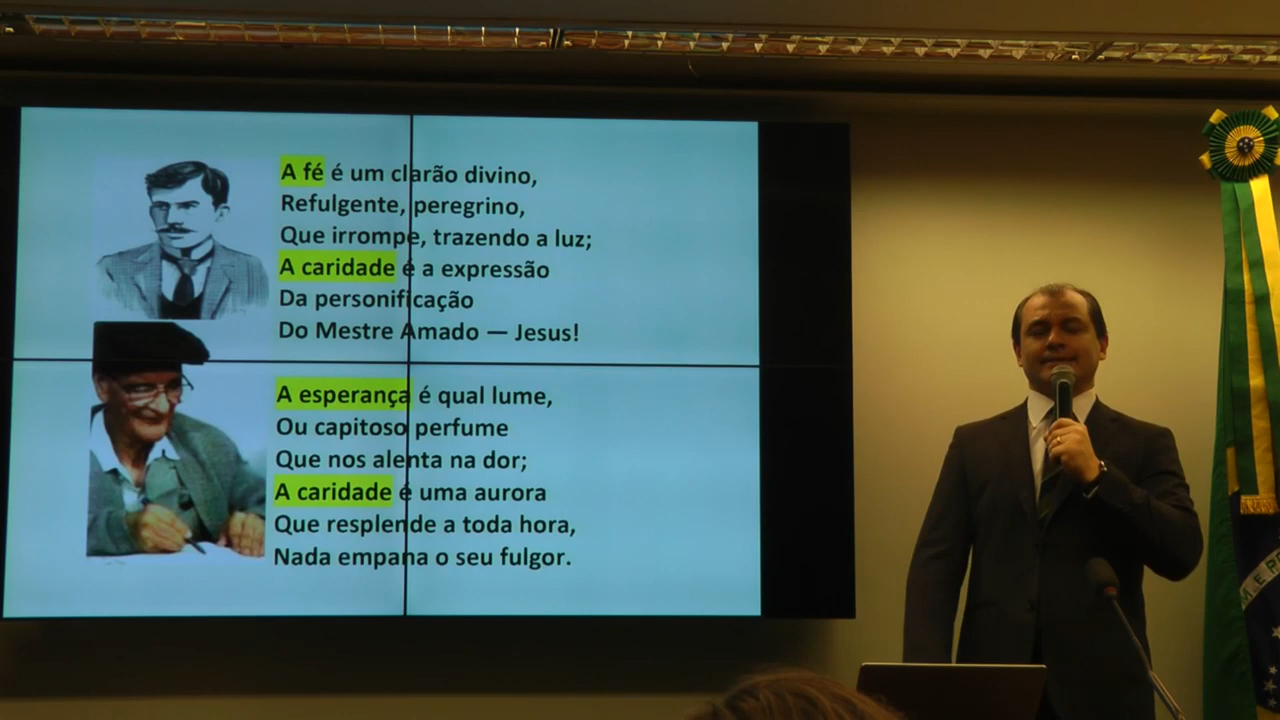 A fé é um clarão divino,
Refulgente, peregrino,
Que irrompe, trazendo a luz;
A caridade é a expressão
Da personificação
Do Mestre Amado — Jesus!
A esperança é qual lume,
Ou capitoso perfume
Que nos alenta na dor;
A caridade é uma aurora
Que resplende a toda hora,
Nada empana o seu fulgor.